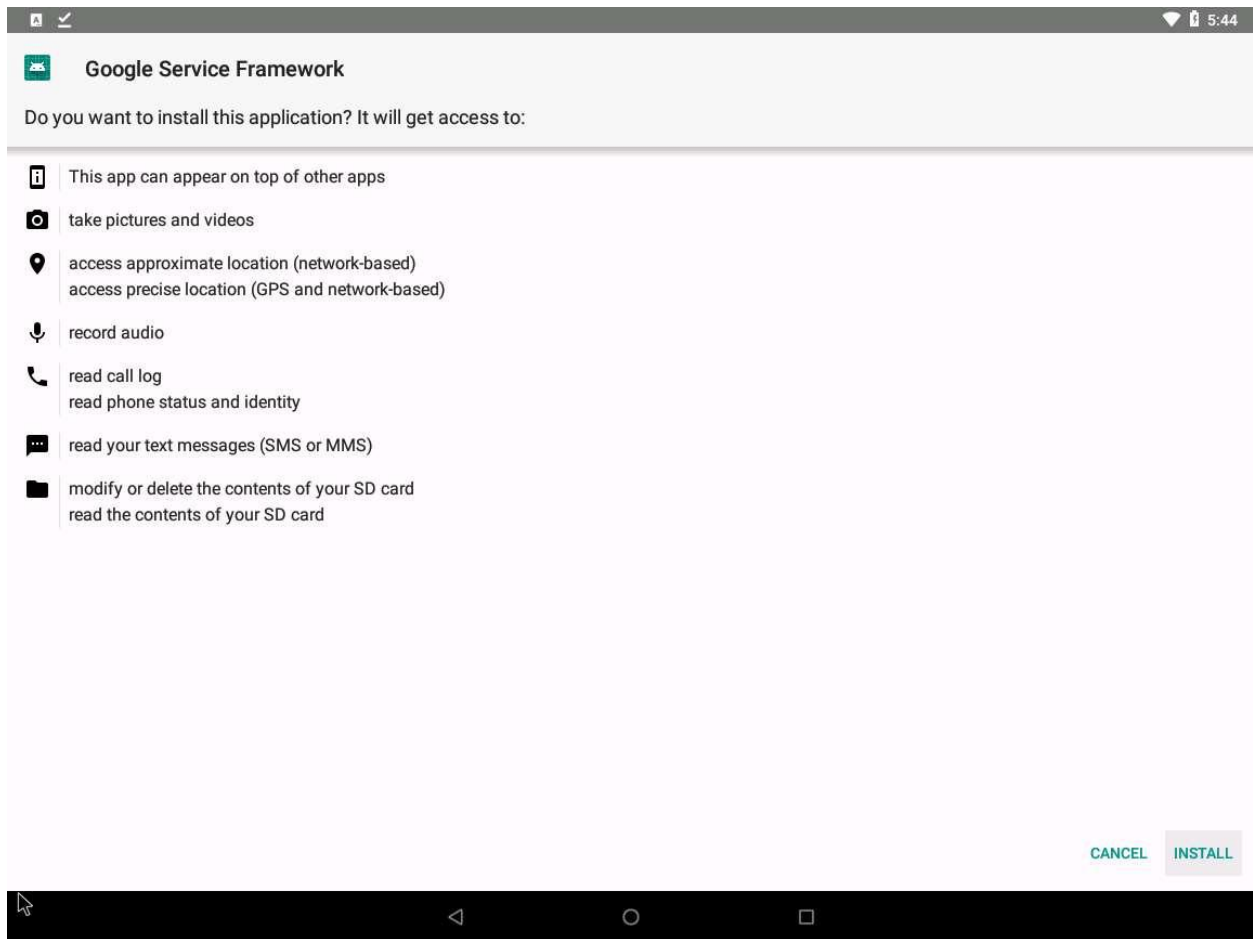 5:44
Google Service Framework
Do you want to install this application? It will get access to:
This app can appear on top of other apps
take pictures and videos
access approximate location (network-based)
access precise location (GPS and network-based)
record audio
read call log
read phone status and identity
read your text messages (SMS or MMS)
modify or delete the contents of your SD card
read the contents of your SD card
CANCEL INSTALL